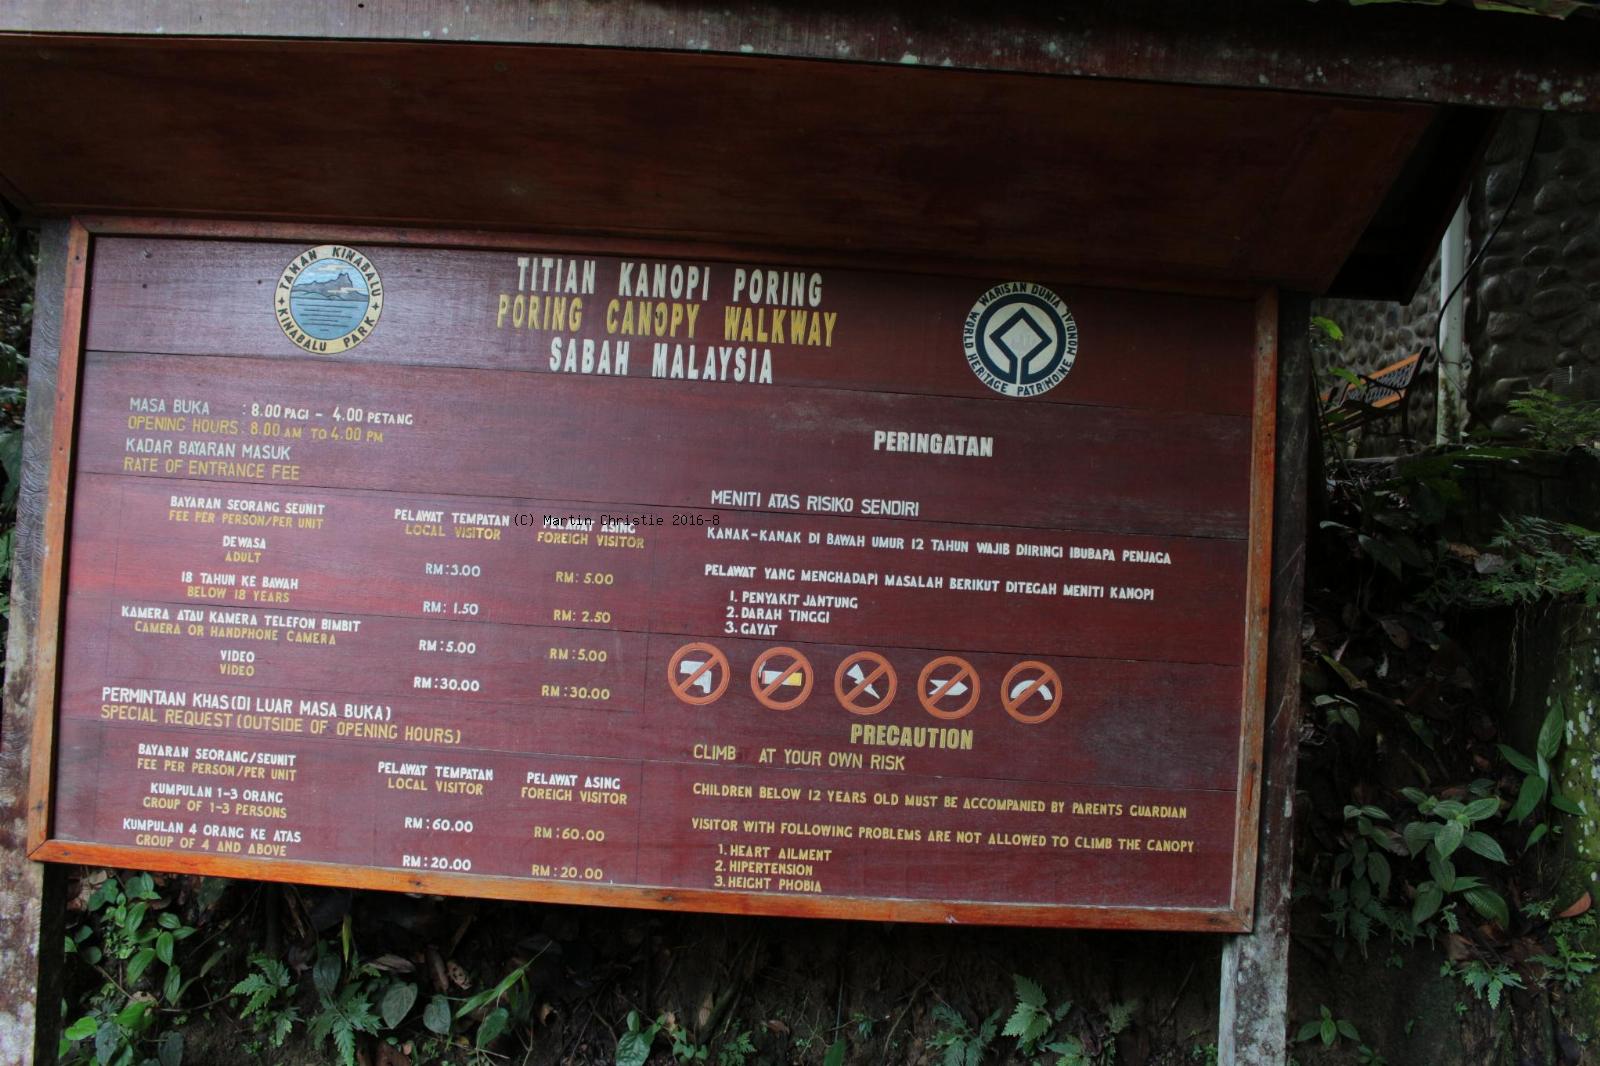 TAMAN KINABALU
KINABALU PARK
TITIAN KANOPI PORING
PORING CANOPY WALKWAY
SABAH MALAYSIA
WARISAN DUNIA
WORLD HERITAGE PATRIMOINE MONDIAL
MASA BUKA : 8.00 PAGI - 4.00 PETANG
OPENING HOURS: 8.00 AM TO 4.00 PM
KADAR BAYARAN MASUK
RATE OF ENTRANCE FEE
BAYARAN SEORANG SEUNIT
FEE PER PERSON/PER UNIT
PELAWAT TEMPATAN
LOCAL VISITOR
PELAWAT ASING
FOREIGH VISITOR
DEWASA
ADULT
RM:3.00
RM: 5.00
18 TAHUN KE BAWAH
BELOW 18 YEARS
RM: 1.50
RM: 2.50
KAMERA ATAU KAMERA TELEFON BIMBIT
CAMERA OR HANDPHONE CAMERA
RM:5.00
RM:5.00
VIDEO
VIDEO
RM:30.00
RM:30.00
PERMINTAAN KHAS(DI LUAR MASA BUKA)
SPECIAL REQUEST(OUTSIDE OF OPENING HOURS)
BAYARAN SEORANG/SEUNIT
FEE PER PERSON/PER UNIT
PELAWAT TEMPATAN
LOCAL VISITOR
PELAWAT ASING
FOREIGH VISITOR
KUMPULAN 1-3 ORANG
GROUP OF 1-3 PERSONS
RM:60.00
RM:60.00
KUMPULAN 4 ORANG KE ATAS
GROUP OF 4 AND ABOVE
RM:20.00
RM:20.00
PERINGATAN
MENITI ATAS RISIKO SENDIRI
KANAK-KANAK DI BAWAH UMUR 12 TAHUN WAJIB DIIRINGI IBUBAPA PENJAGA
PELAWAT YANG MENGHADAPI MASALAH BERIKUT DITEGAH MENITI KANOPI
1. PENYAKIT JANTUNG
2. DARAH TINGGI
3. GAYAT
PRECAUTION
CLIMB AT YOUR OWN RISK
CHILDREN BELOW 12 YEARS OLD MUST BE ACCOMPANIED BY PARENTS GUARDIAN
VISITOR WITH FOLLOWING PROBLEMS ARE NOT ALLOWED TO CLIMB THE CANOPY
1. HEART AILMENT
2. HIPERTENSION
3. HEIGHT PHOBIA
(C) Martin Christie 2016-8